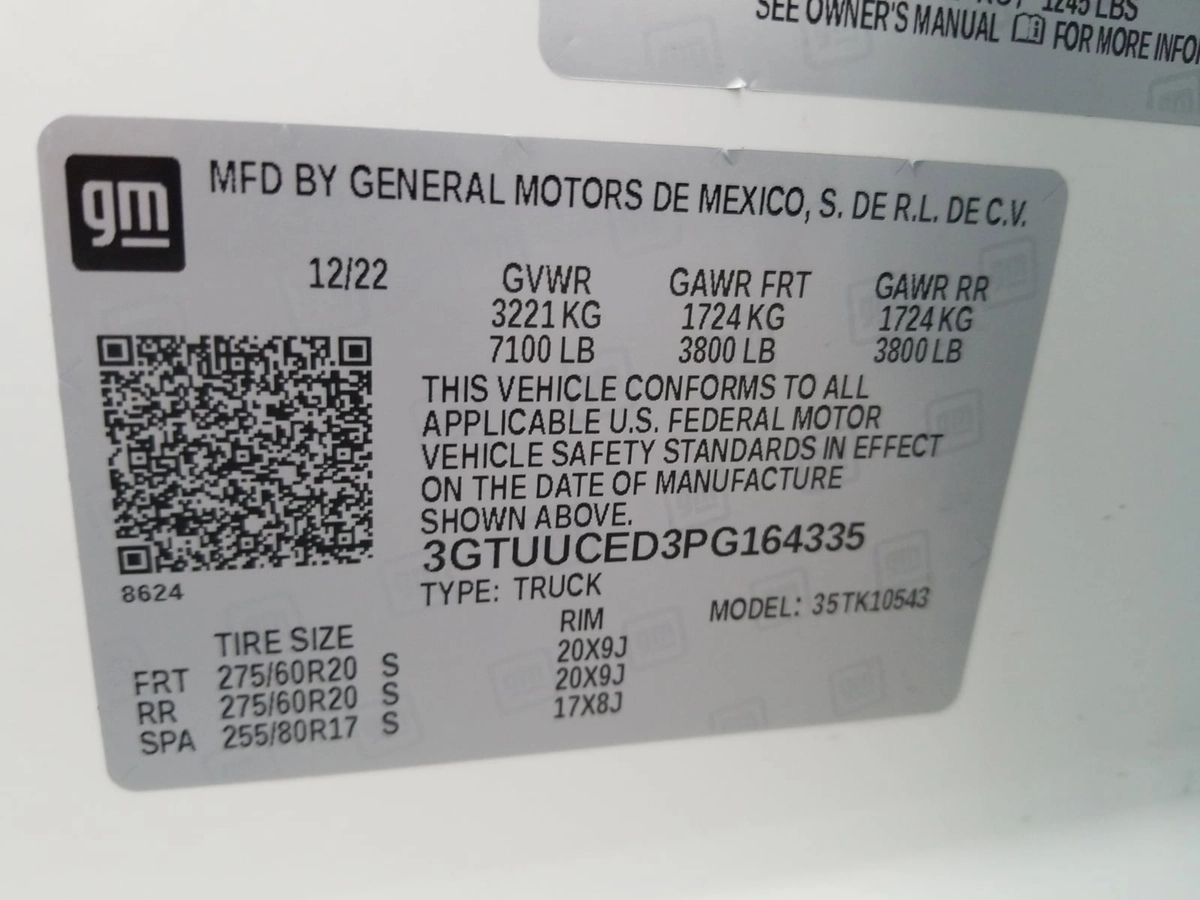 1245 LBS
SEE OWNER'S MANUAL FOR MORE
gm
MFD BY GENERAL MOTORS DE MEXICO, S. DE R.L. DE C.V.
12/22 GVWR GAWR FRT GAWR RR
3221 KG 1724 KG 1724 KG
7100 LB 3800 LB 3800 LB
THIS VEHICLE CONFORMS TO ALL
APPLICABLE U.S. FEDERAL MOTOR
VEHICLE SAFETY STANDARDS IN EFFECT
ON THE DATE OF MANUFACTURE
SHOWN ABOVE.
3GTUUCED3PG164335
8624
TYPE: TRUCK MODEL: 35TK10543
TIRE SIZE RIM
FRT 275/60R20 S 20X9J
RR 275/60R20 S 20X9J
SPA 255/80R17 S 17X8J